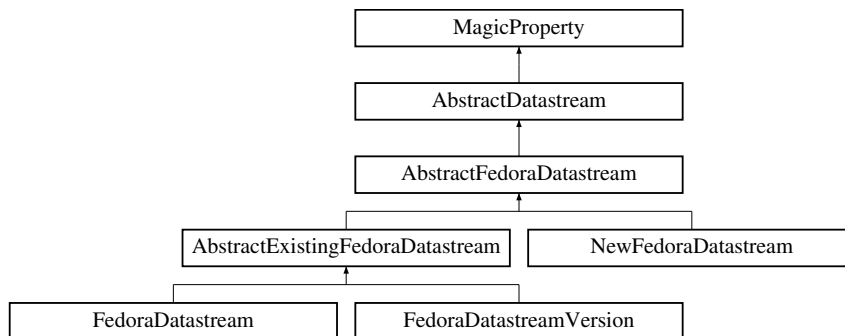 MagicProperty
AbstractDatastream
AbstractFedoraDatastream
AbstractExistingFedoraDatastream
NewFedoraDatastream
FedoraDatastream
FedoraDatastreamVersion